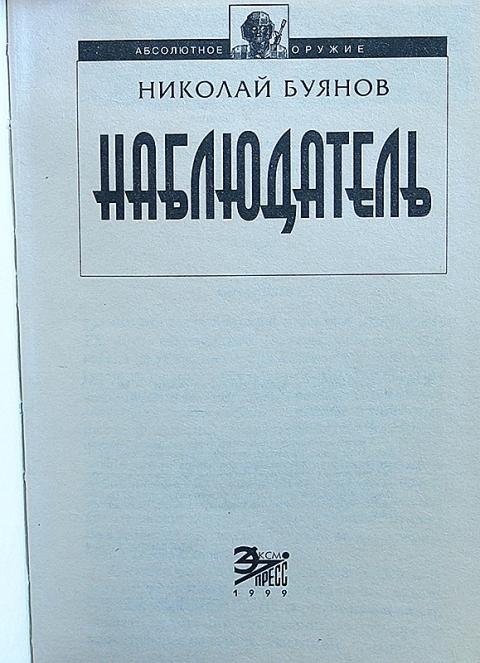 АБСОЛЮТНОЕ ОРУЖИЕ
НИКОЛАЙ БУЯНОВ
НАБЛЮДАТЕЛЬ
ЭКСМО
ПРЕСС
1999